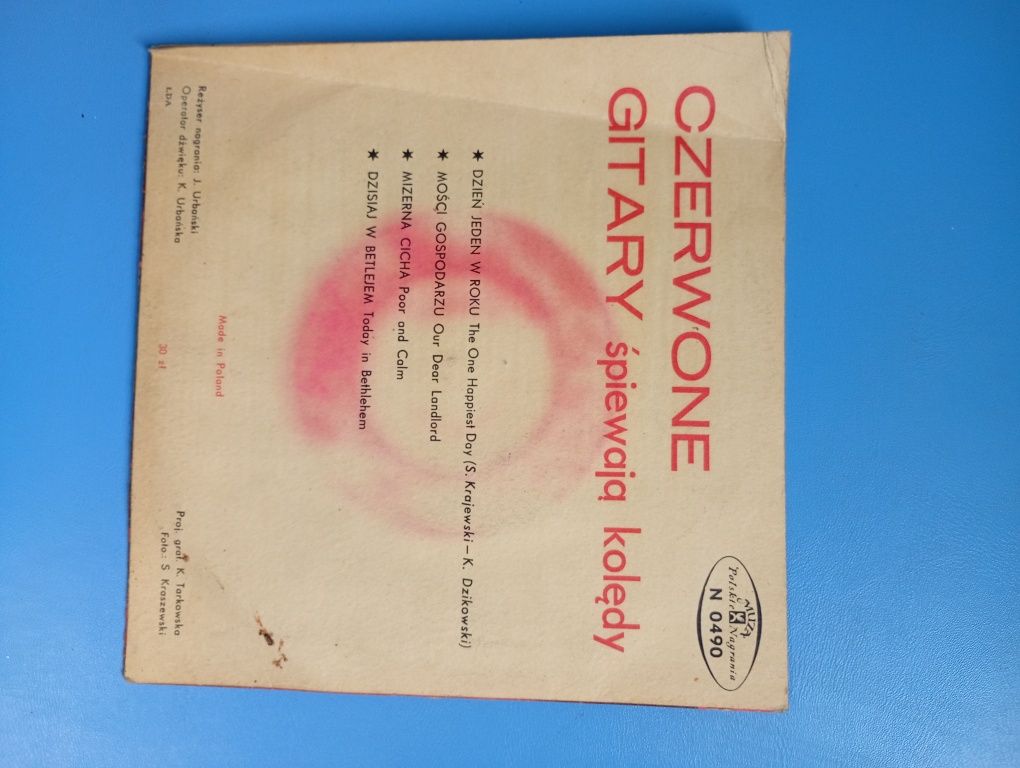 CZERWONE
GITARY śpiewają kolędy
MUZA
Polskie Nagrania
N 0490
★ DZIEŃ JEDEN W ROKU The One Happiest Day (S. Krajewski — K. Dzikowski)
★ MOŚCI GOSPODARZU Our Dear Landlord
★ MIZERNA CICHA Poor and Calm
★ DZISIAJ W BETLEJEM Today in Bethlehem
Made in Poland
30 zł
Reżyser nagrania: J. Urbański
Operator dźwięku: K. Urbańska
LDA
Proj. graf. K. Tarkowska
Foto.: S Kraszewski